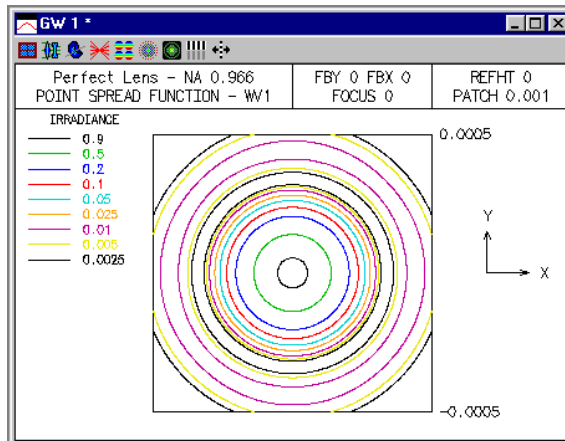 GW 1 *
Perfect Lens - NA 0.966
POINT SPREAD FUNCTION - WV1
FBY 0 FBX 0
FOCUS 0
REFHT 0
PATCH 0.001
IRRADIANCE
0.9
0.5
0.2
0.1
0.05
0.025
0.01
0.005
0.0025
0.0005
Y
X
-0.0005